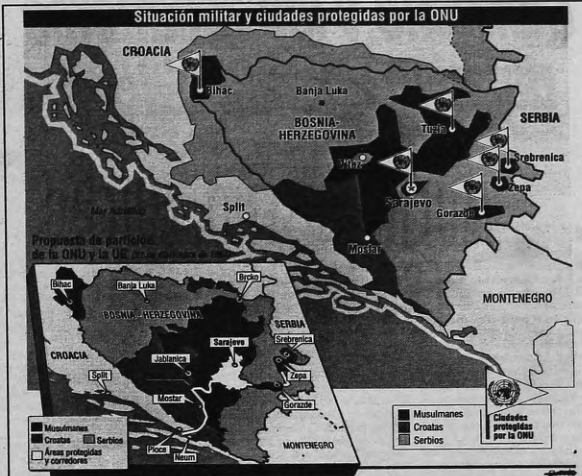 Situación militar y ciudades protegidas por la ONU
CROACIA
Bihac
Banja Luka
BOSNIA-
HERZEGOVINA
Tuzla
SERBIA
Srebrenica
Vitez
Zepa
Sarajevo
Gorazde
Split
Mar Adriático
Mostar
MONTENEGRO
Propuesta de partición
de la ONU y la UE
Bihac
Banja Luka
Brcko
BOSNIA-HERZEGOVINA
SERBIA
Sarajevo
Srebrenica
CROACIA
Jablanica
Zepa
Split
Mostar
Gorazde
Ploce
Neum
MONTENEGRO
Musulmanes
Croatas
Serbios
Áreas protegidas
y corredores
Musulmanes
Croatas
Serbios
Ciudades
protegidas
por la ONU